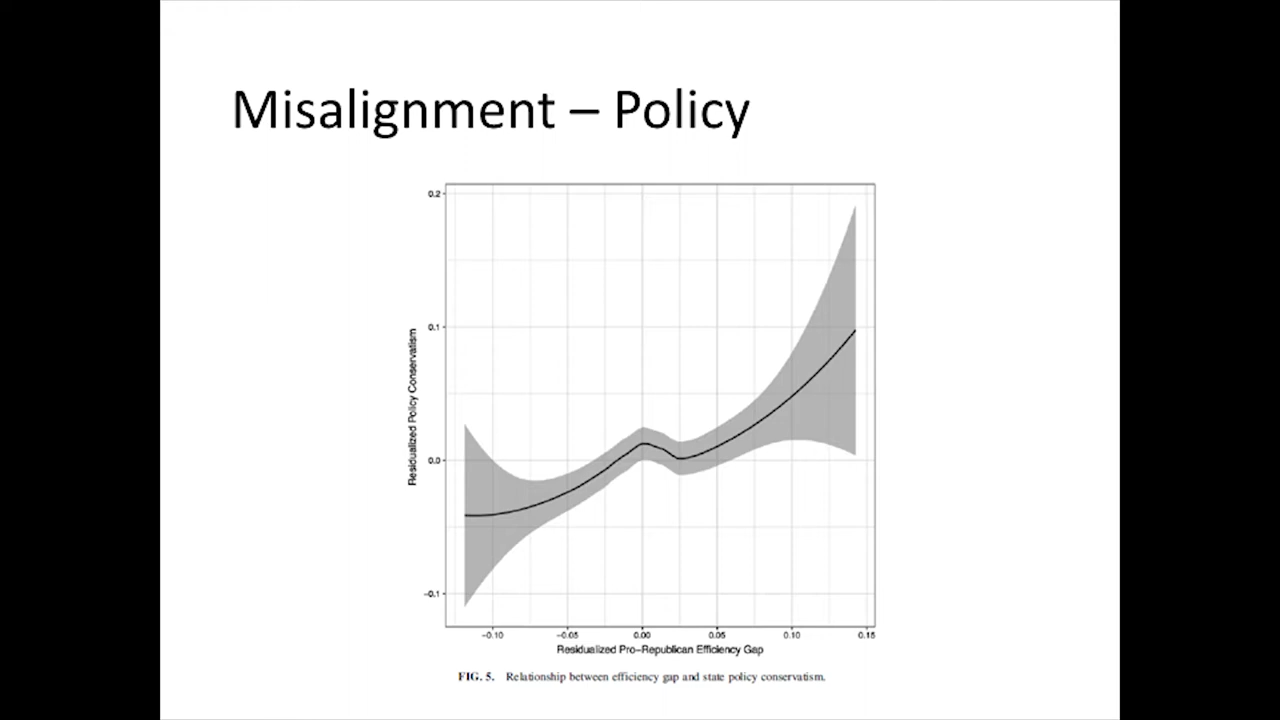 Misalignment – Policy
0.2
0.1
0.0
-0.1
Residualized Policy Conservatism
-0.10 -0.05 0.00 0.05 0.10 0.15
Residualized Pro-Republican Efficiency Gap
FIG. 5. Relationship between efficiency gap and state policy conservatism.